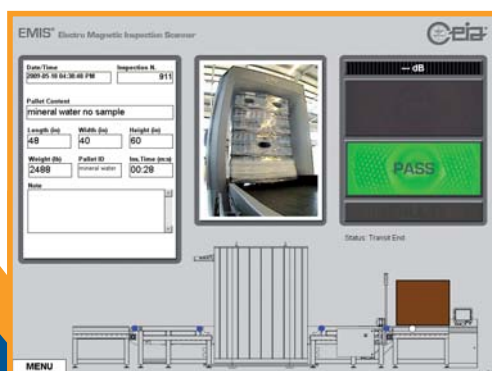 EMIS® Electro Magnetic Inspection Scanner
ceia
Date/Time
Inspection N.
2009-05-18 04:38:48 PM
911
Pallet Content
mineral water no sample
Length (in)
Width (in)
Height (in)
48
40
60
Weight (lb)
Pallet ID
Ins.Time (m:s)
2488
mineral water
00:28
Note
--- dB
PASS
Status: Transit End
MENU